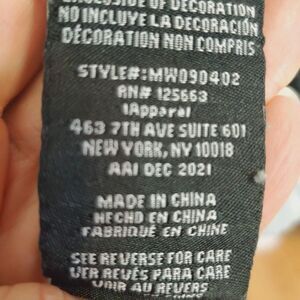 EXCLUSIVE OF DECORATION
NO INCLUYE LA DECORACIÓN
DÉCORATION NON COMPRIS
STYLE#:MW090402
RN# 125663
1Apparel
463 7TH AVE SUITE 601
NEW YORK, NY 10018
AA1 DEC 2021
MADE IN CHINA
HECHO EN CHINA
FABRIQUÉ EN CHINE
SEE REVERSE FOR CARE
VER REVÉS PARA CARE
VOIR AU REVERS